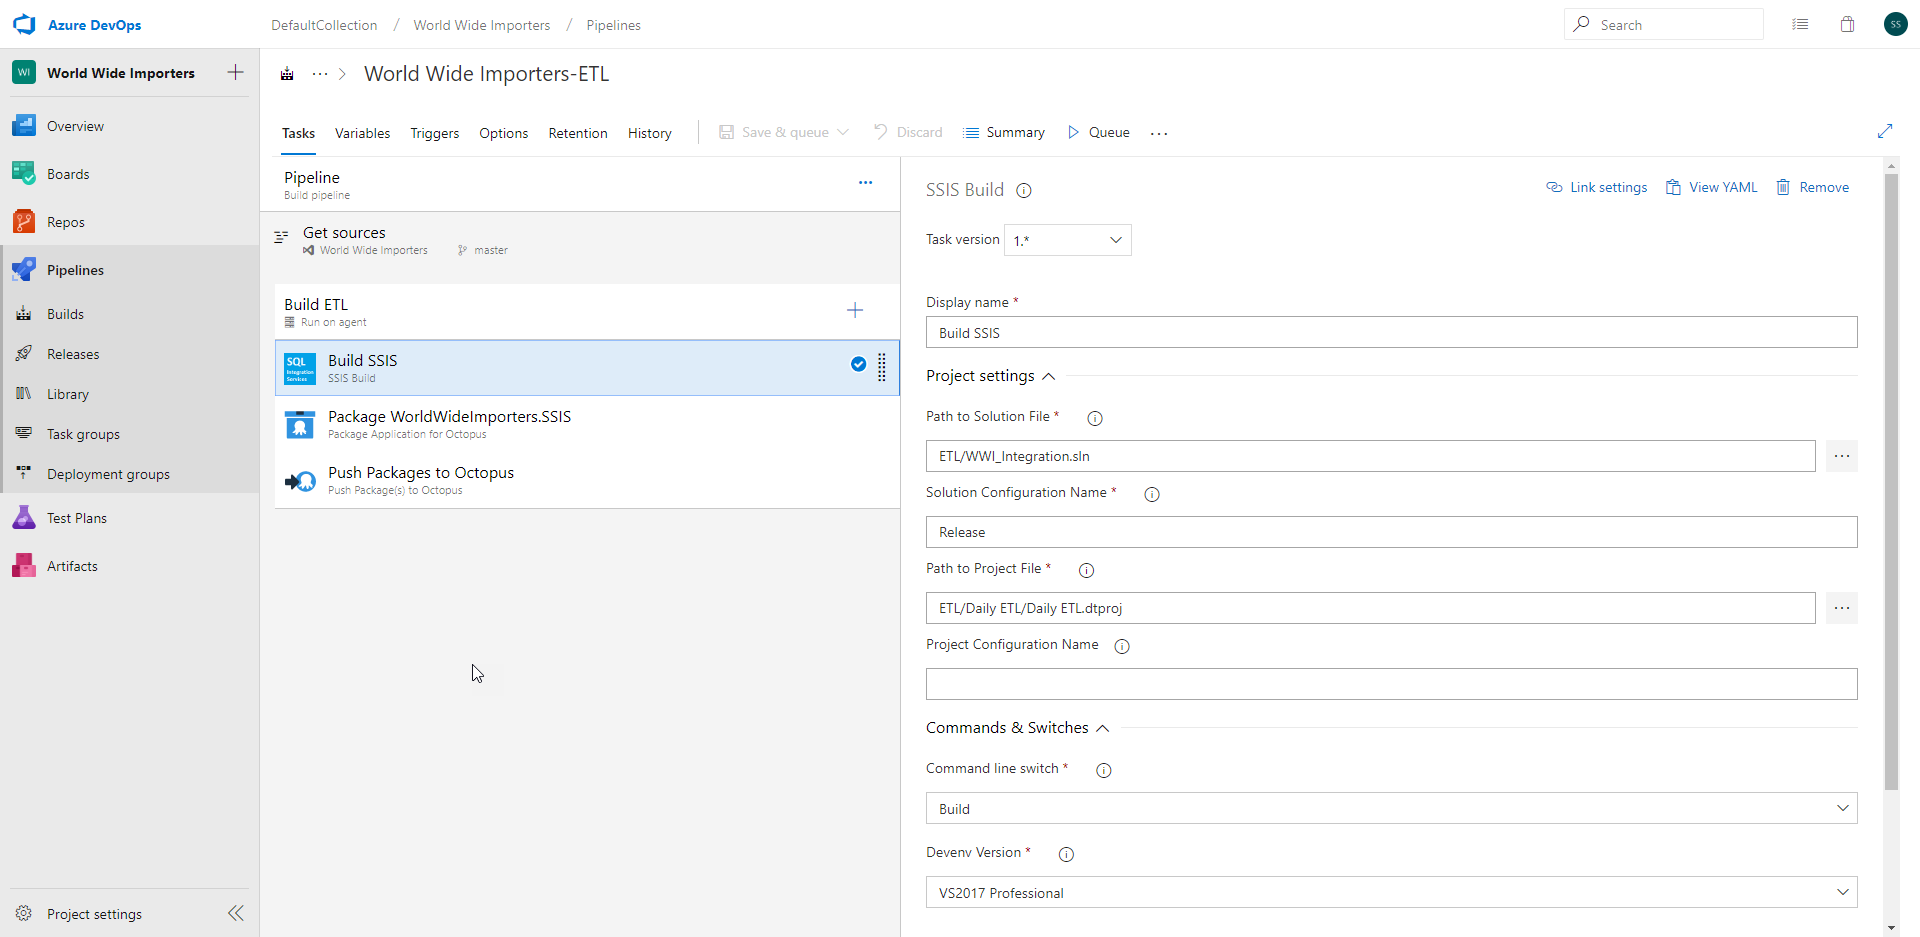 Azure DevOps
DefaultCollection / World Wide Importers / Pipelines
Search
SS
WI World Wide Importers
Overview
Boards
Repos
Pipelines
Builds
Releases
Library
Task groups
Deployment groups
Test Plans
Artifacts
Project settings
... > World Wide Importers-ETL
Tasks Variables Triggers Options Retention History Save & queue Discard Summary Queue ...
Pipeline
Build pipeline
...
Get sources
World Wide Importers master
Build ETL
Run on agent
SQL
Integration
Services
Build SSIS
SSIS Build
Package WorldWideImporters.SSIS
Package Application for Octopus
Push Packages to Octopus
Push Package(s) to Octopus
SSIS Build
Link settings View YAML Remove
Task version 1.*
Display name *
Build SSIS
Project settings
Path to Solution File *
ETL/WWI_Integration.sln
...
Solution Configuration Name *
Release
Path to Project File *
ETL/Daily ETL/Daily ETL.dtproj
...
Project Configuration Name
Commands & Switches
Command line switch *
Build
Devenv Version *
VS2017 Professional